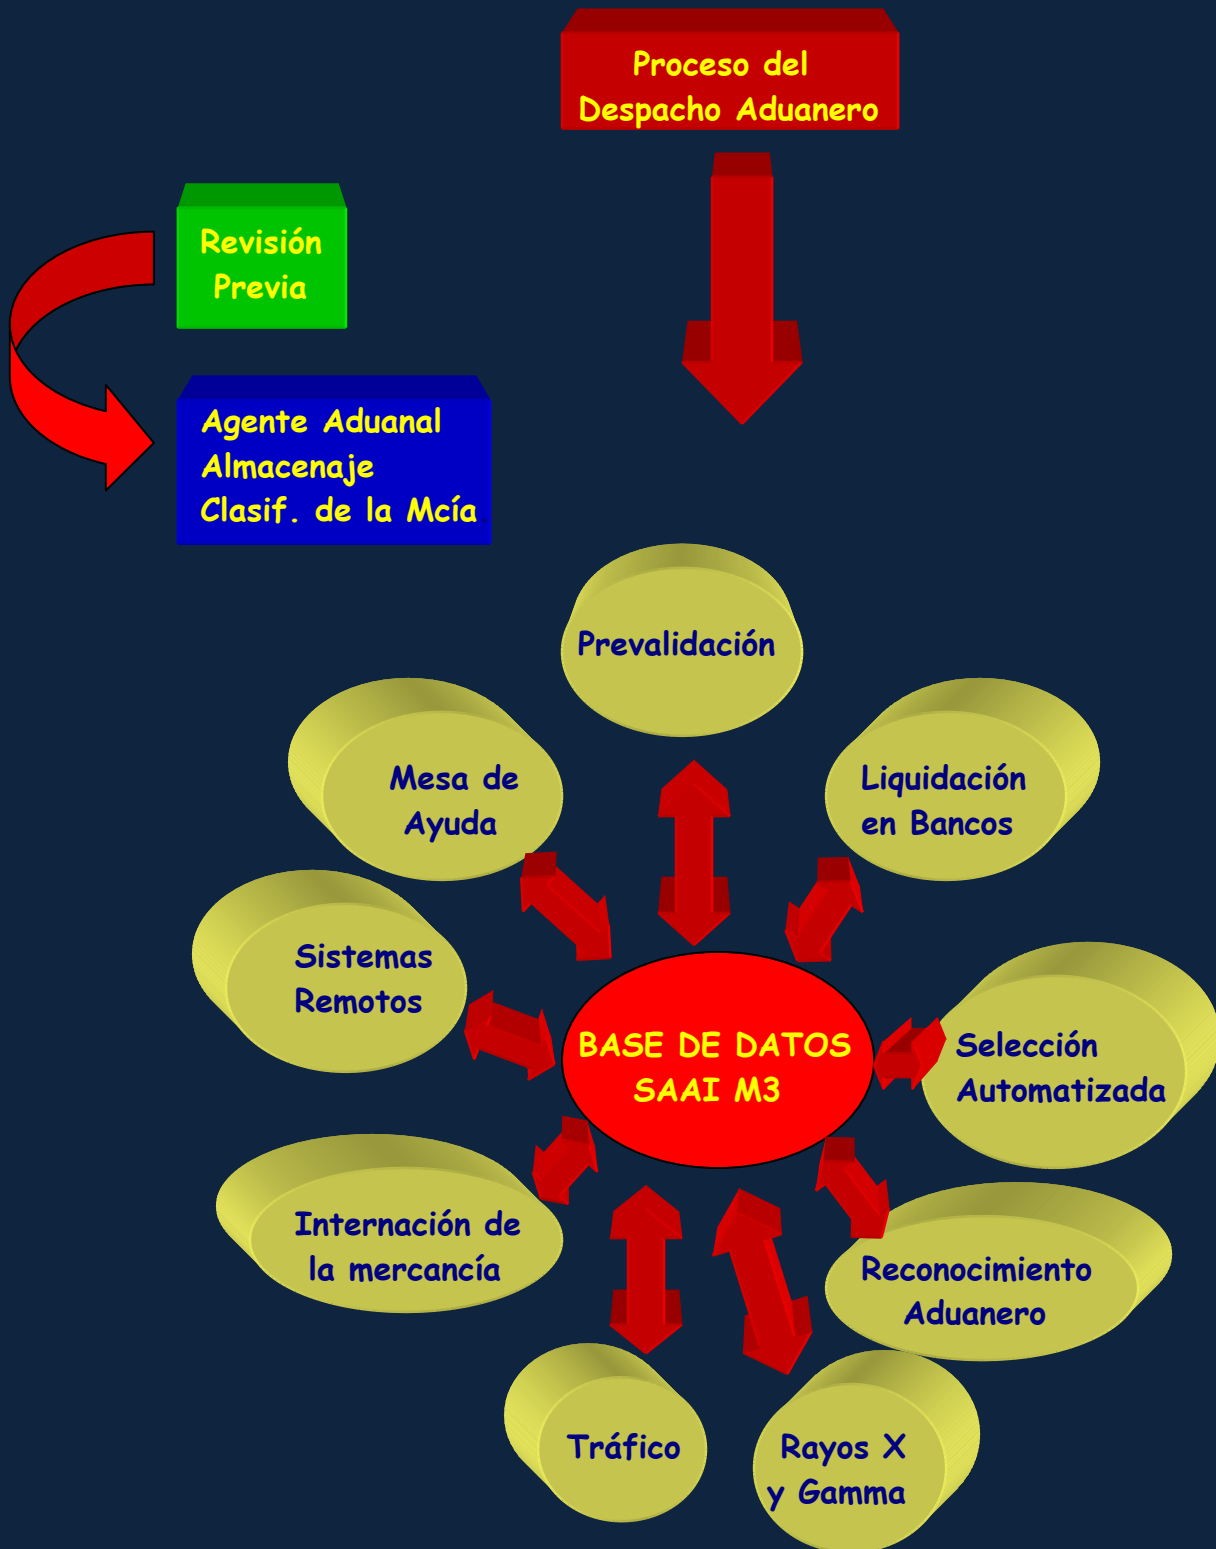 Proceso del
Despacho Aduanero
Revisión
Previa
Agente Aduanal
Almacenaje
Clasif. de la Mcía
Prevalidación
Mesa de
Ayuda
Liquidación
en Bancos
Sistemas
Remotos
BASE DE DATOS
SAAI M3
Selección
Automatizada
Internación de
la mercancía
Reconocimiento
Aduanero
Tráfico
Rayos X
y Gamma